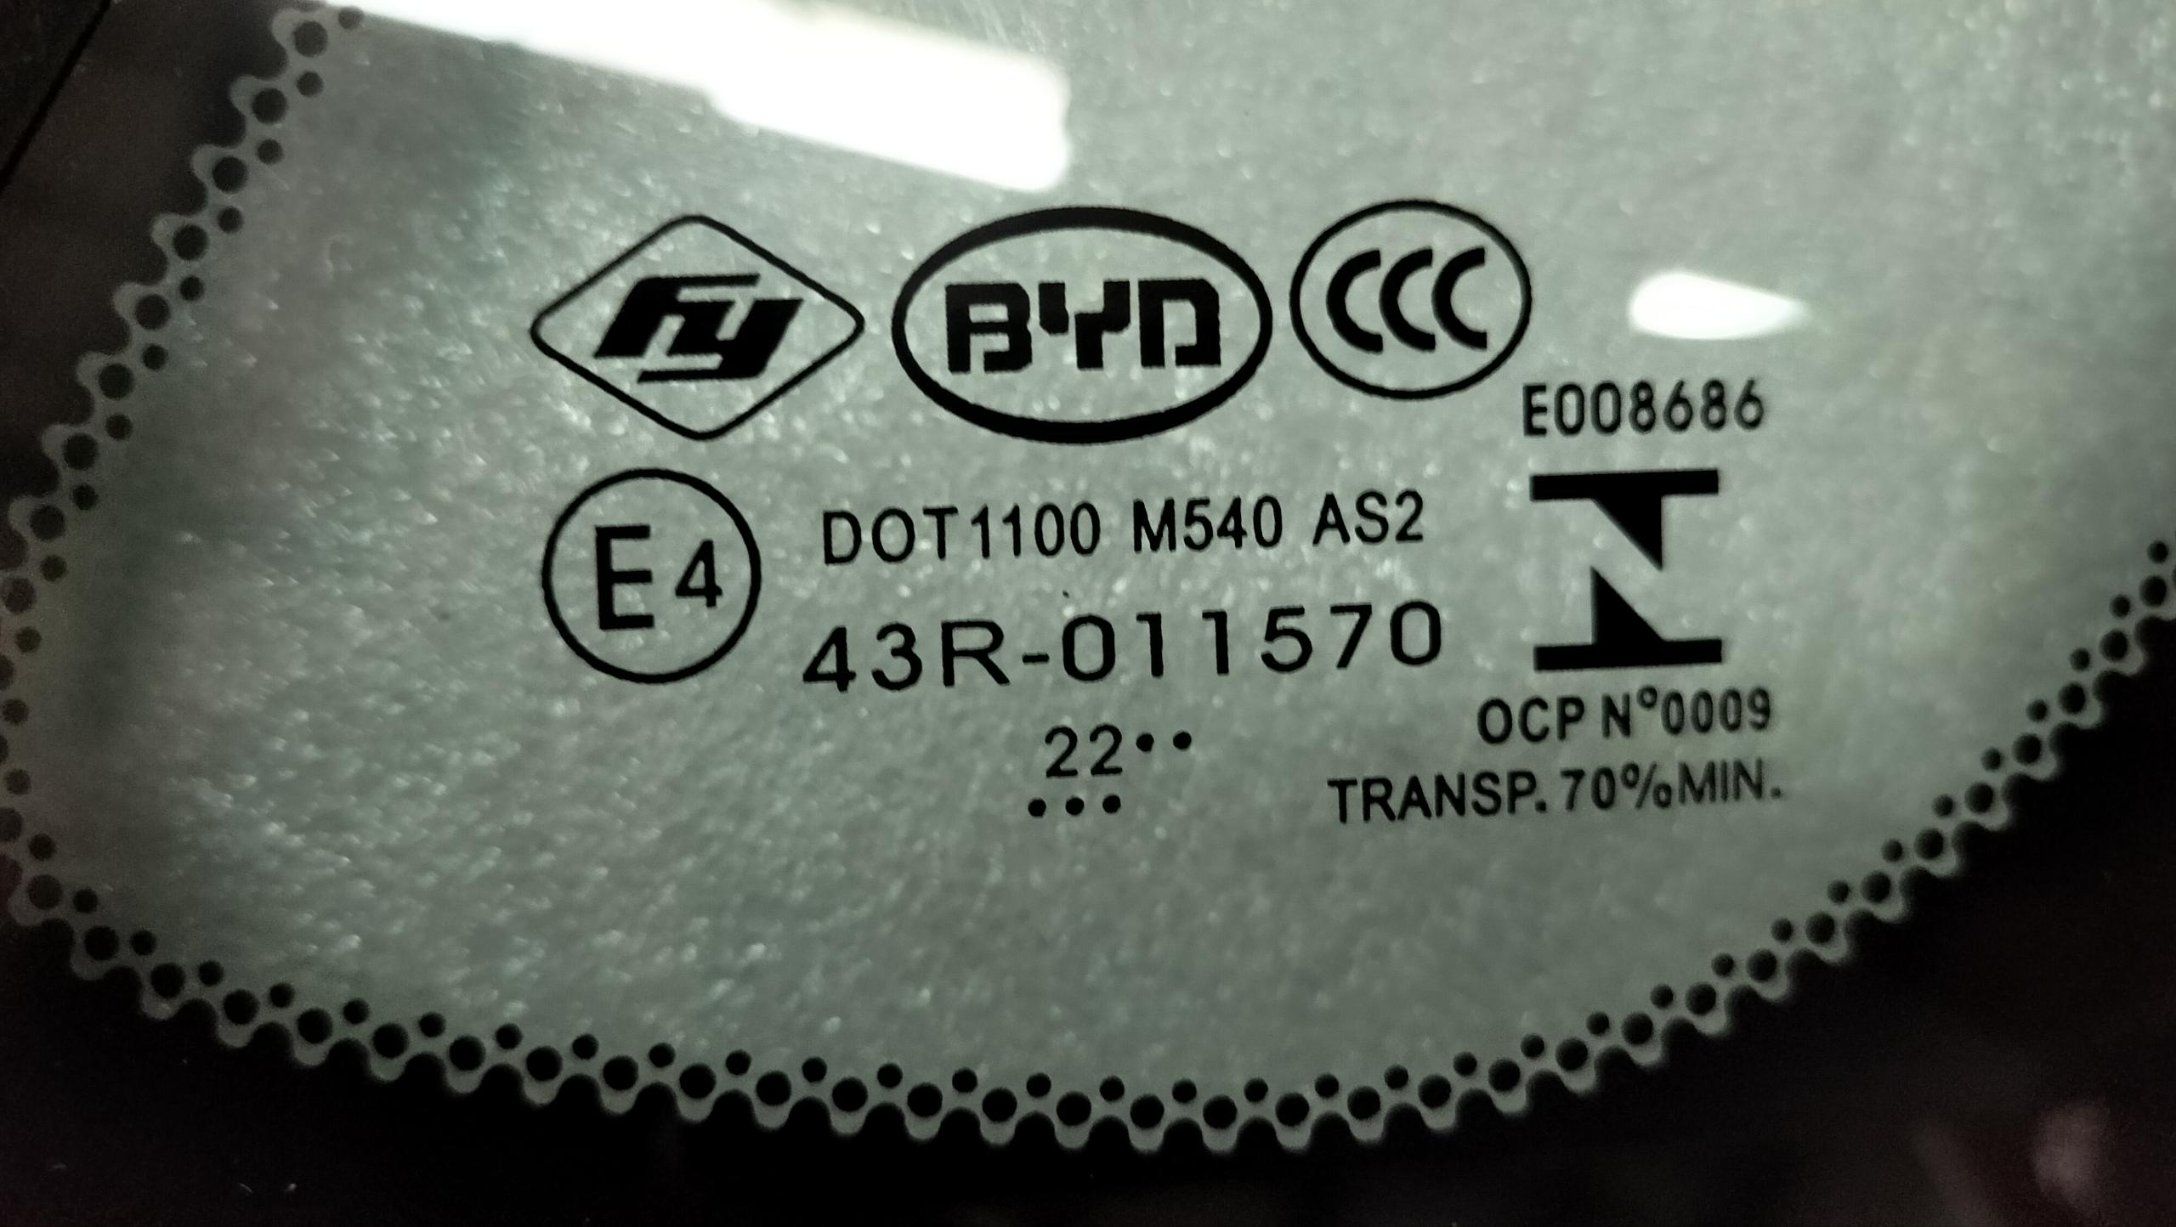 fy BYD CCC
E008686
E4 DOT1100 M540 AS2
43R-011570
22••
•••
OCP N°0009
TRANSP. 70%MIN.